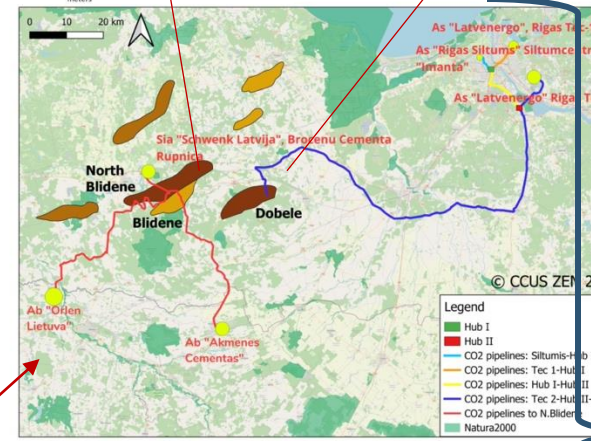 0 10 20 km
As "Latvenergo", Rigas
As "Rigas Siltums" Siltumcentr
"Imanta"
As "Latvenergo" Rigas
Sia "Schwenk Latvija", Brocenu Cementa
Rupnica
North
Blidene
Blidene
Dobele
© CCUS ZEN
Ab "Orlen
Lietuva"
Ab "Akmenes
Cementas"
Legend
Hub I
Hub II
CO2 pipelines: Siltumis-Hub
CO2 pipelines: Tec 1-Hub I
CO2 pipelines: Hub I-Hub II
CO2 pipelines: Tec 2-Hub II-
CO2 pipelines to N.Blidene
Natura2000